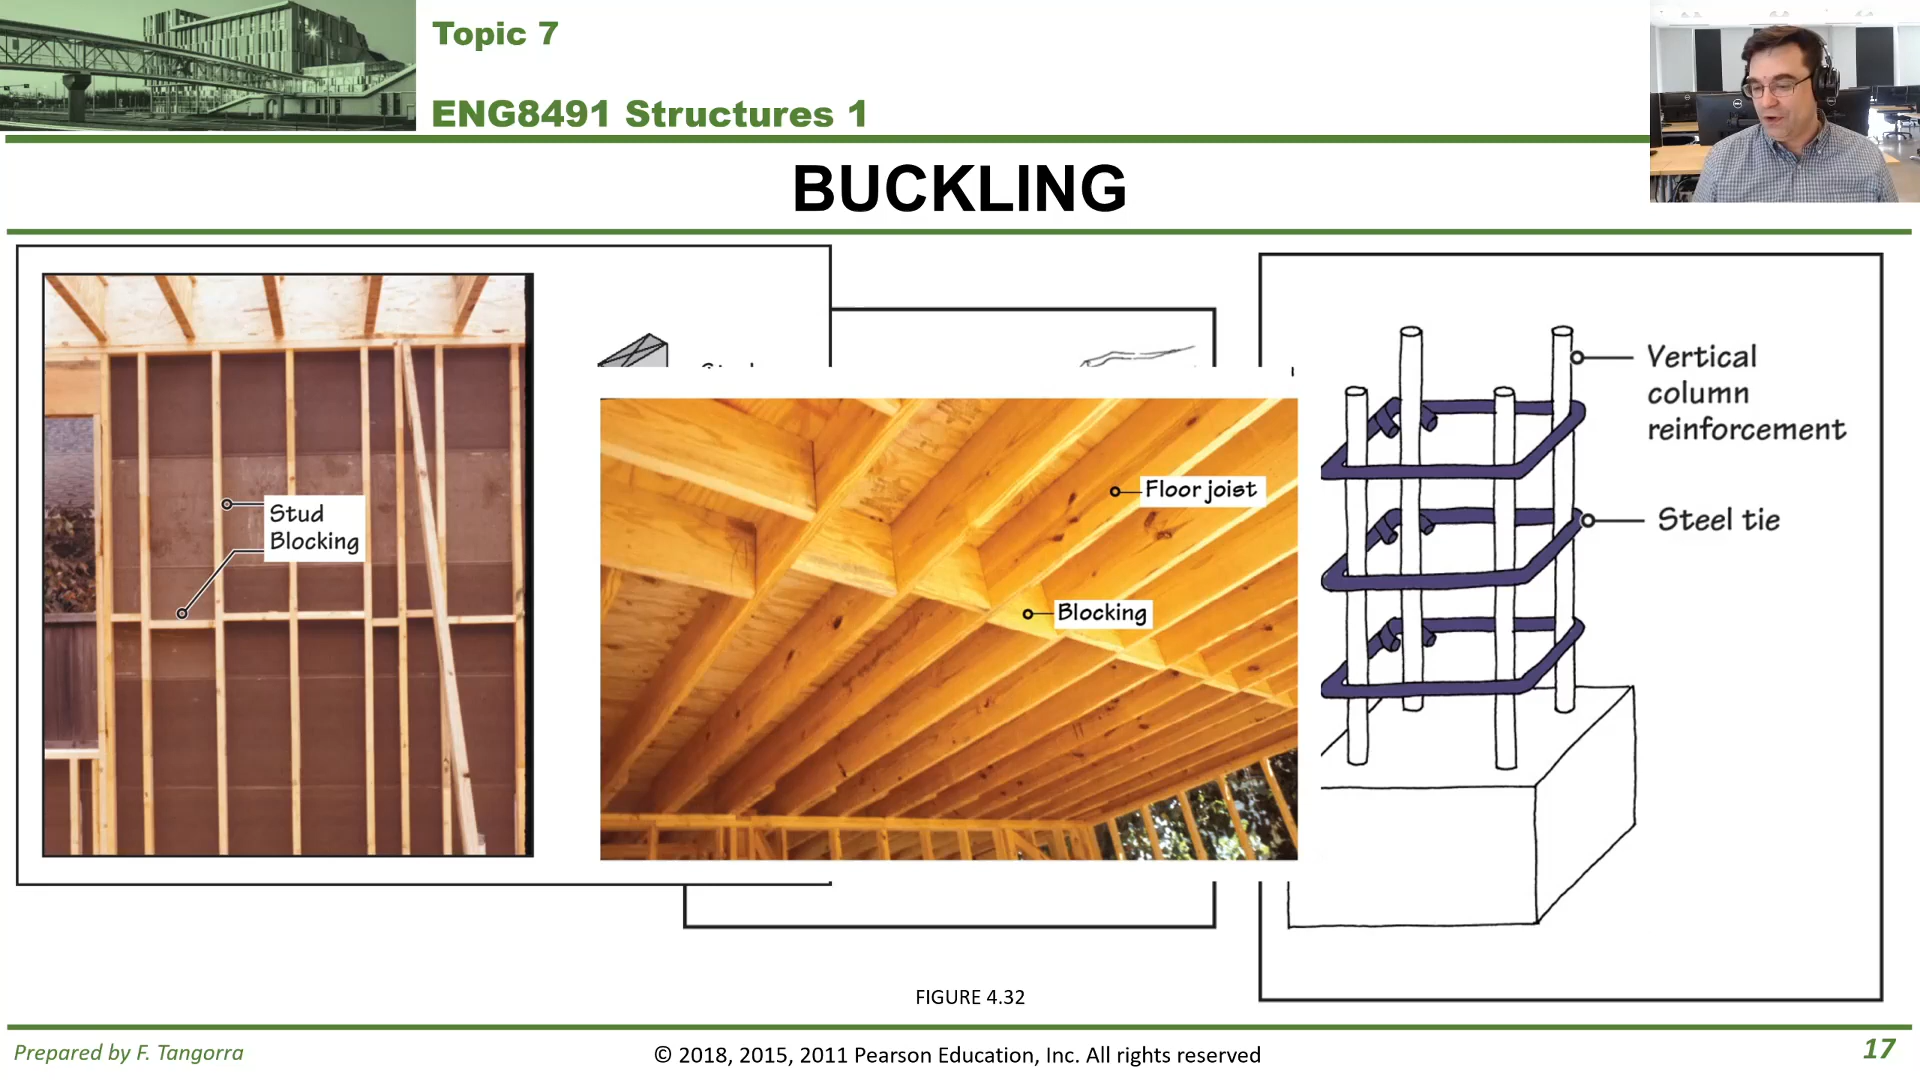 Topic 7
ENG8491 Structures 1
BUCKLING
Stud
Blocking
Floor joist
Blocking
Vertical
column
reinforcement
Steel tie
FIGURE 4.32
Prepared by F. Tangorra
© 2018, 2015, 2011 Pearson Education, Inc. All rights reserved
17